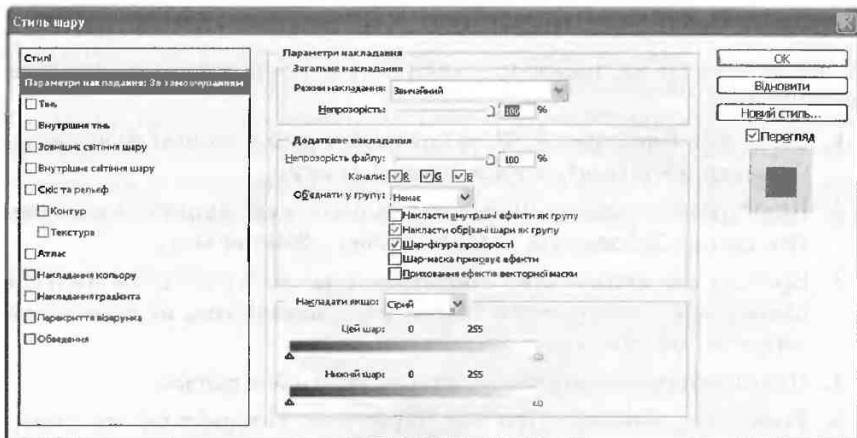 Стиль шару
Стилі
Параметри накладання: За замовчуванням
Тінь
Внутрішня тінь
Зовнішнє світіння шару
Внутрішнє світіння шару
Скіс та рельєф
Контур
Текстура
Атлас
Накладання кольору
Накладання градієнта
Перекриття візерунка
Обведення
Параметри накладання
Загальне накладання
Режим накладання: Звичайний
Непрозорість: 100 %
Додаткове накладання
Непрозорість файлу: 100 %
Канали: R G B
Об'єднати у групу: Немає
Накласти внутрішні ефекти як групу
Накласти обрізні шари як групу
Шар-фігура прозорості
Шар-маска приховує ефекти
Приховання ефектів векторної маски
Накладати якщо: Сірий
Цей шар: 0 255
Нижній шар: 0 255
OK
Відновити
Новий стиль...
Перегляд